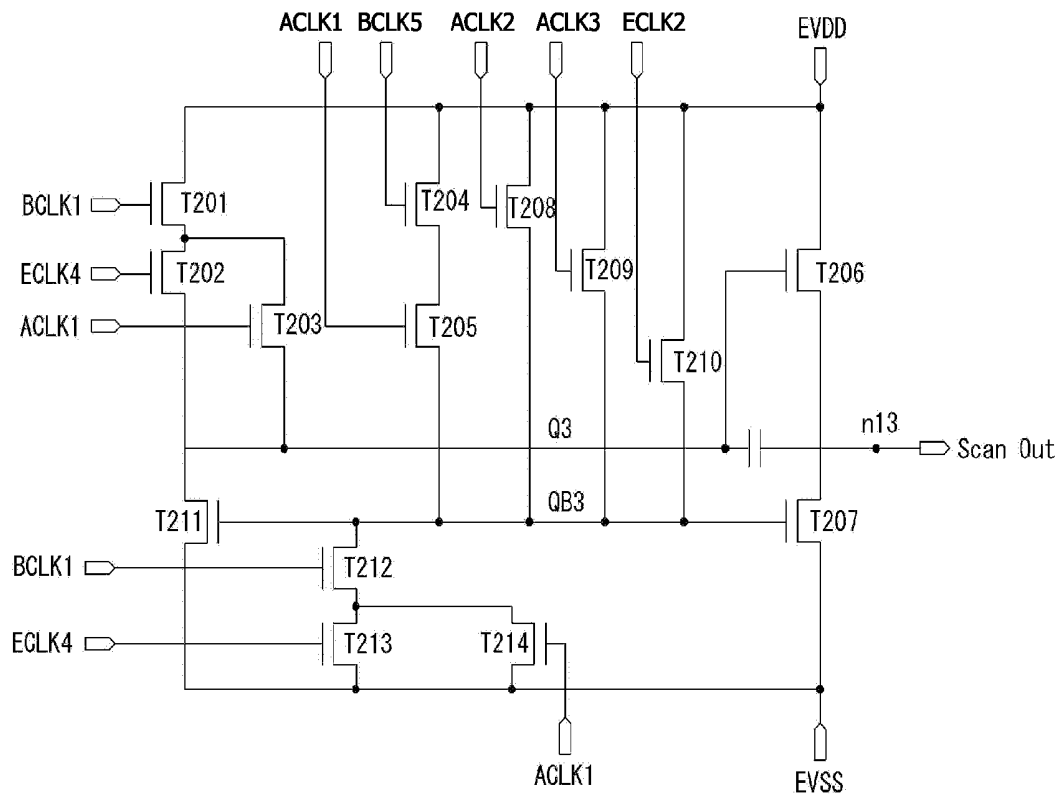 ACLK1 BCLK5 ACLK2 ACLK3 ECLK2 EVDD
BCLK1 T201 T204 T208
ECLK4 T202 T209 T206
ACLK1 T203 T205
T210
Q3 n13 Scan Out
QB3
T211 T207
BCLK1 T212
ECLK4 T213 T214
ACLK1 EVSS